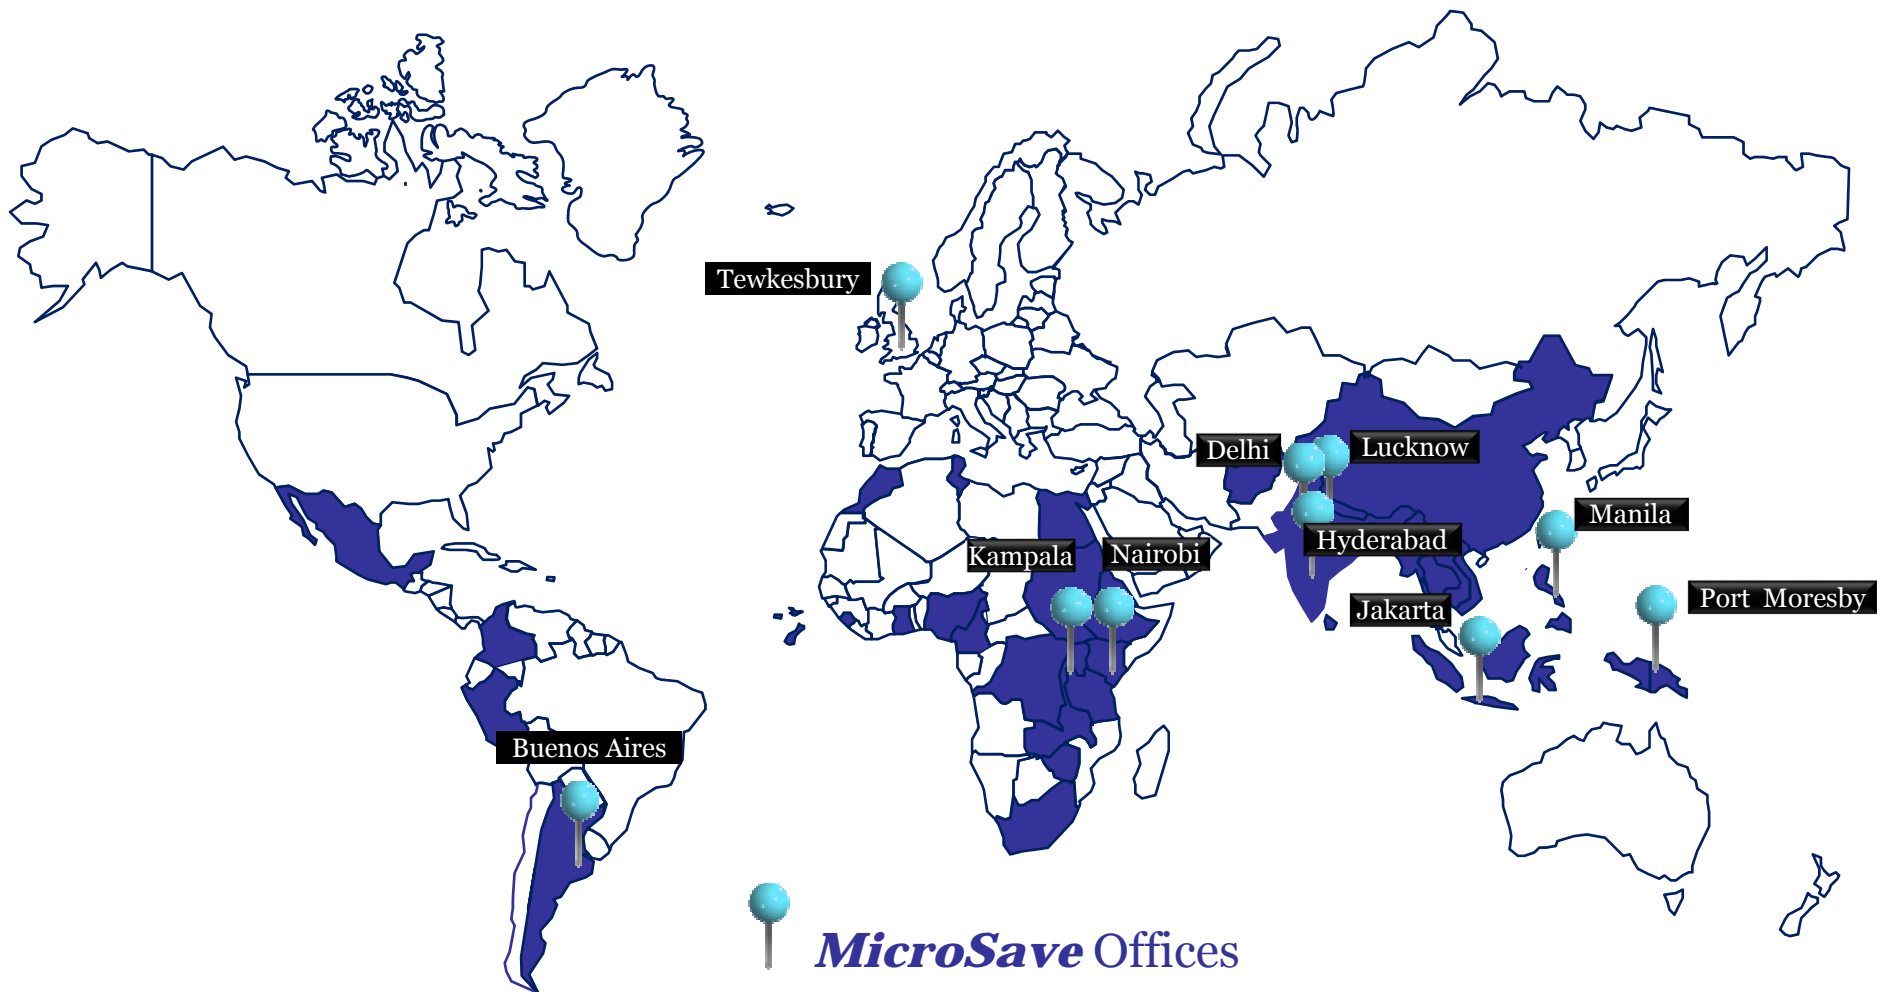 Tewkesbury
Delhi
Lucknow
Manila
Hyderabad
Kampala
Nairobi
Jakarta
Port Moresby
Buenos Aires
MicroSave Offices